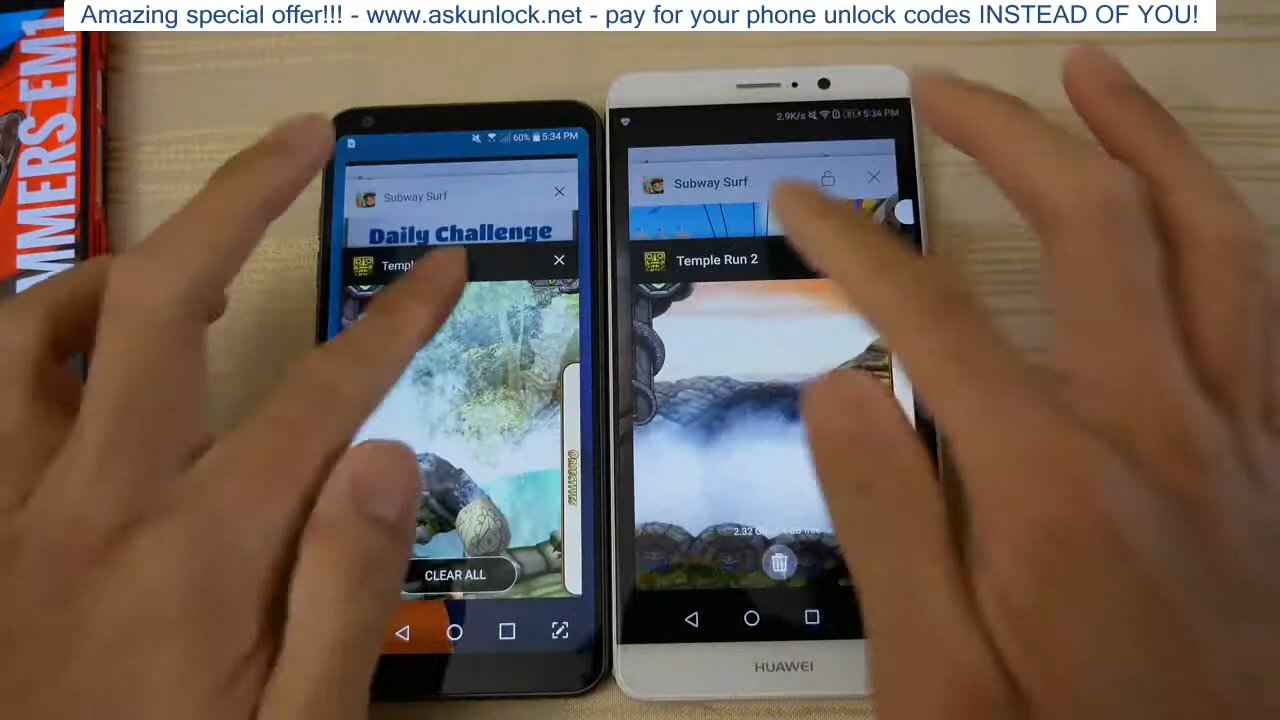 Amazing special offer!!! - www.askunlock.net - pay for your phone unlock codes INSTEAD OF YOU!
MMERS EM1
60% 5:34 PM
Subway Surf
Daily Challenge
CLEAR ALL
2.9K/s 5:34 PM
Subway Surf
Temple Run 2
2.32
HUAWEI